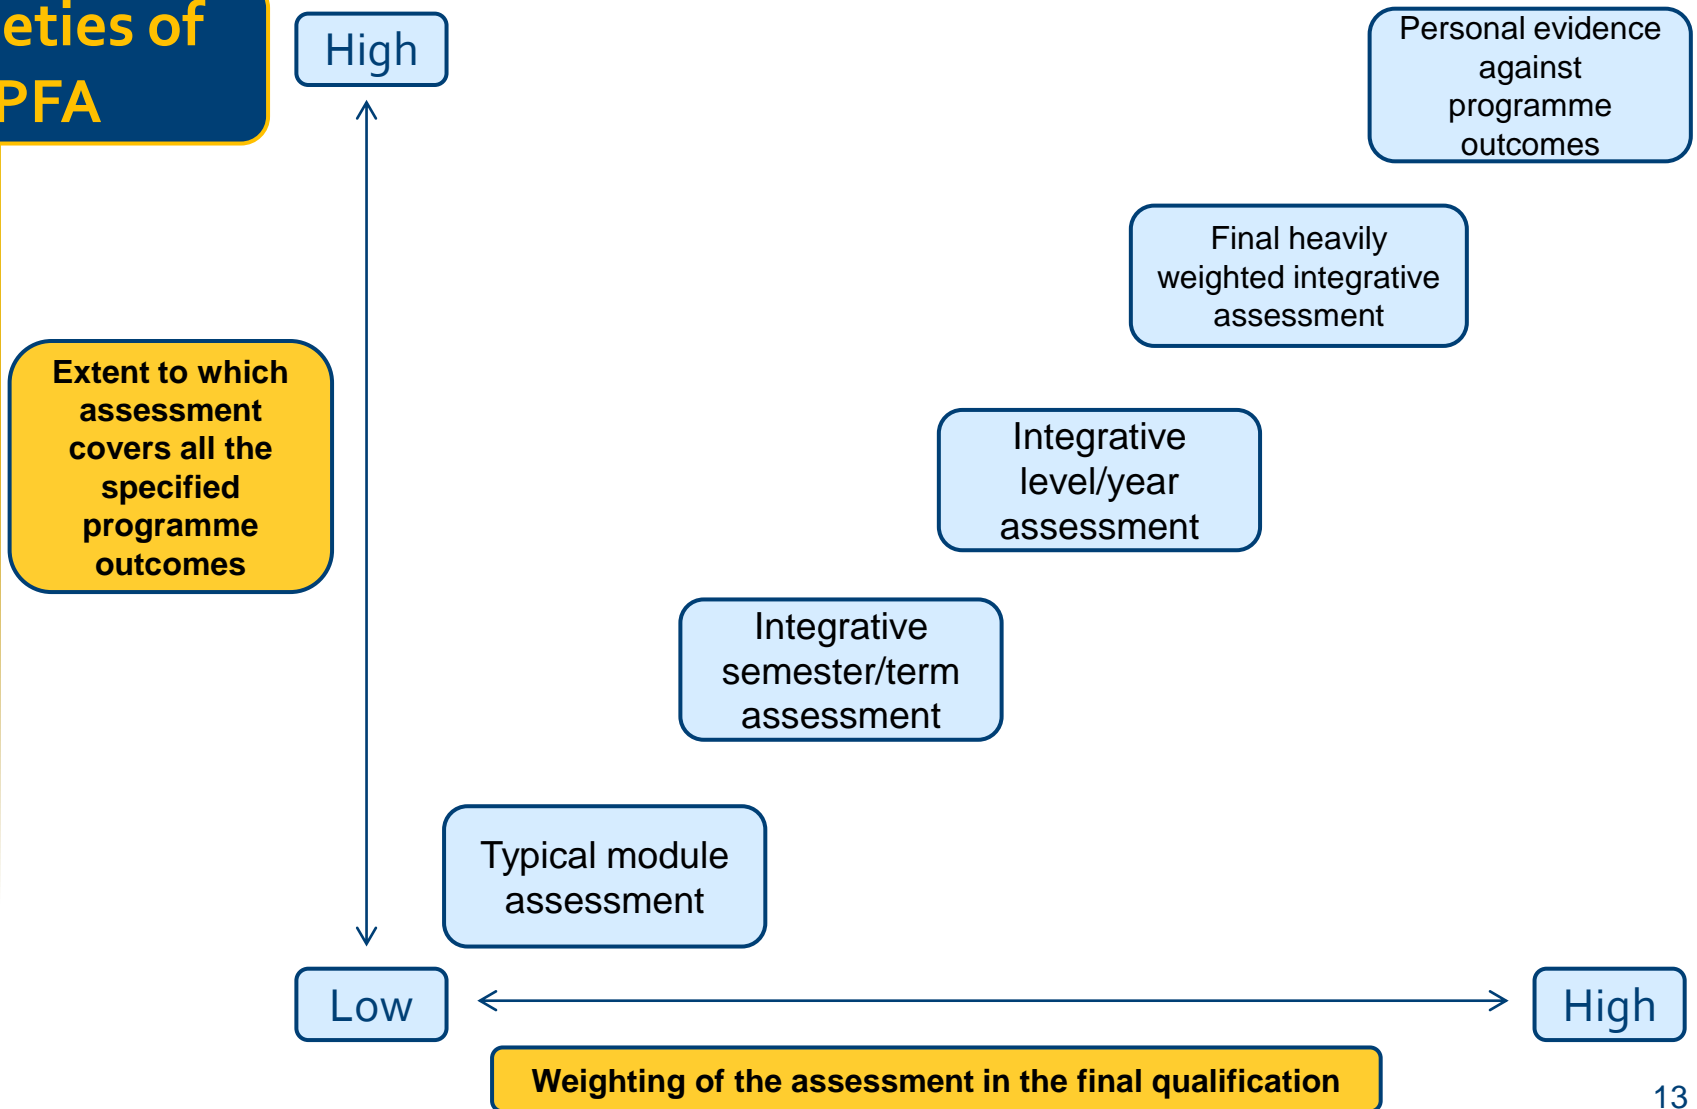 eties of
PFA
High
Personal evidence
against
programme
outcomes
Final heavily
weighted integrative
assessment
Extent to which
assessment
covers all the
specified
programme
outcomes
Integrative
level/year
assessment
Integrative
semester/term
assessment
Typical module
assessment
Low
High
Weighting of the assessment in the final qualification
13